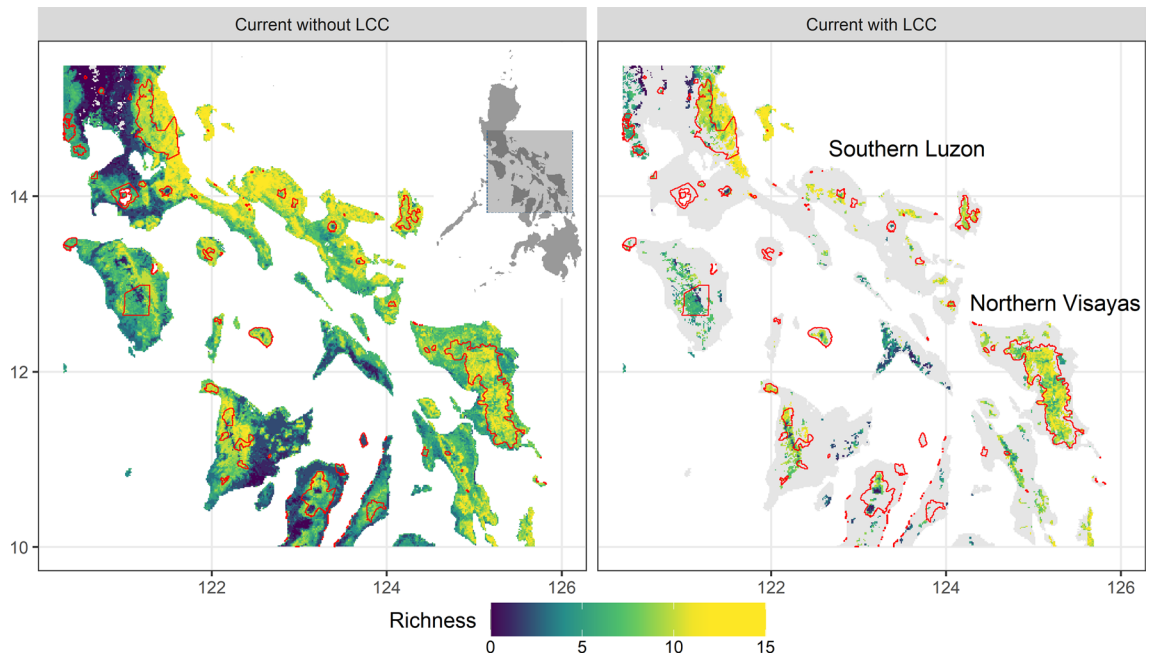 Current without LCC
Current with LCC
Southern Luzon
Northern Visayas
14
12
10
122
124
126
122
124
126
Richness
0
5
10
15